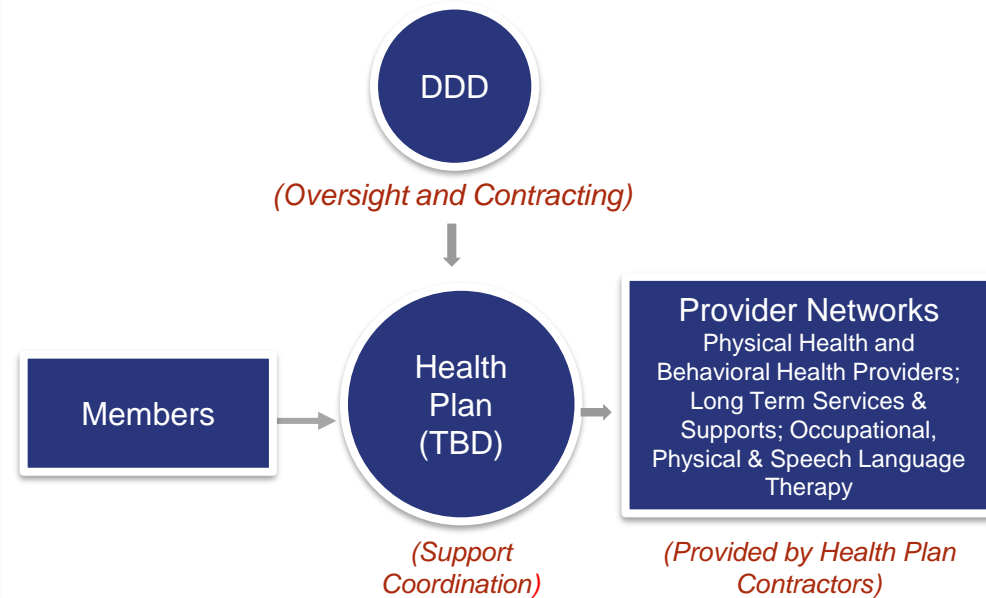 DDD
(Oversight and Contracting)
Members
Health
Plan
(TBD)
(Support
Coordination)
Provider Networks
Physical Health and
Behavioral Health Providers;
Long Term Services &
Supports; Occupational,
Physical & Speech Language
Therapy
(Provided by Health Plan
Contractors)